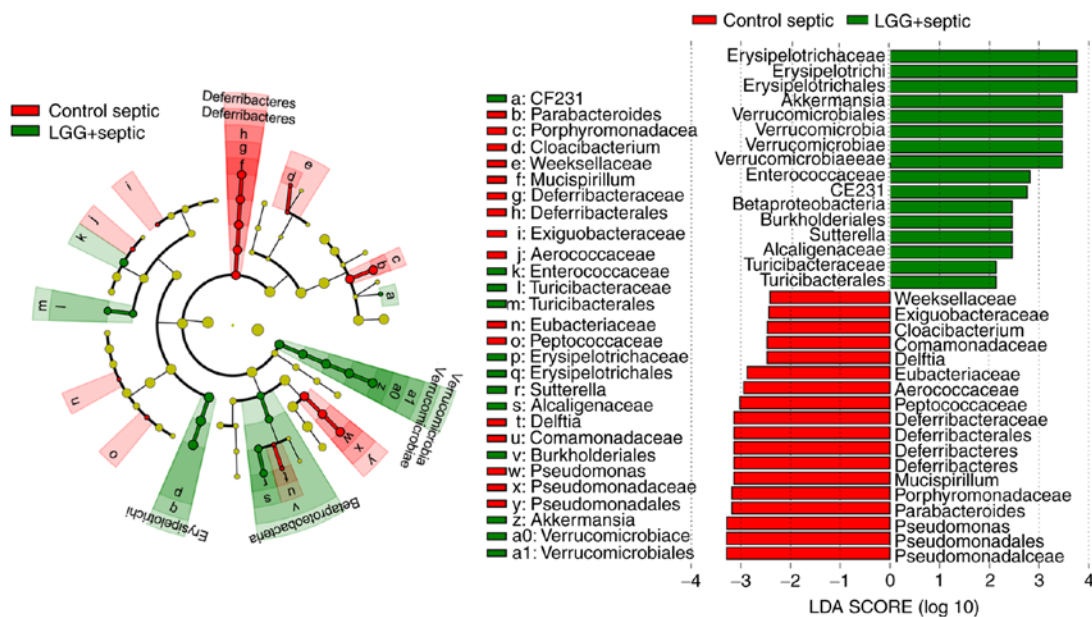 Control septic
LGG+septic
Deferribacteres
Deferribacteres
h
g
f
e
d
i
j
k
c
b
a
m
l
n
o
p
q
Erysipelotrichi
r
s
t
u
v
Betaproteobacteria
w
x
y
z
a0
a1
Verrucomicrobiae
Verrucomicrobia
a: CF231
b: Parabacteroides
c: Porphyromonadacea
d: Cloacibacterium
e: Weeksellaceae
f: Mucispirillum
g: Deferribacteraceae
h: Deferribacterales
i: Exiguobacteraceae
j: Aerococcaceae
k: Enterococcaceae
l: Turicibacteraceae
m: Turicibacterales
n: Eubacteriaceae
o: Peptococcaceae
p: Erysipelotrichaceae
q: Erysipelotrichales
r: Sutterella
s: Alcaligenaceae
t: Delftia
u: Comamonadaceae
v: Burkholderiales
w: Pseudomonas
x: Pseudomonadaceae
y: Pseudomonadales
z: Akkermansia
a0: Verrucomicrobiace
a1: Verrucomicrobiales
Control septic LGG+septic
Erysipelotrichaceae
Erysipelotrichi
Erysipelotrichales
Akkermansia
Verrucomicrobiales
Verrucomicrobia
Verrucomicrobiae
Verrucomicrobiaeeae
Enterococcaceae
CE231
Betaproteobacteria
Burkholderiales
Sutterella
Alcaligenaceae
Turicibacteraceae
Turicibacterales
Weeksellaceae
Exiguobacteraceae
Cloacibacterium
Comamonadaceae
Delftia
Eubacteriaceae
Aerococcaceae
Peptococcaceae
Deferribacteraceae
Deferribacterales
Deferribacteres
Deferribacteres
Mucispirillum
Porphyromonadaceae
Parabacteroides
Pseudomonas
Pseudomonadales
Pseudomonadalceae
−4 −3 −2 −1 0 1 2 3 4
LDA SCORE (log 10)